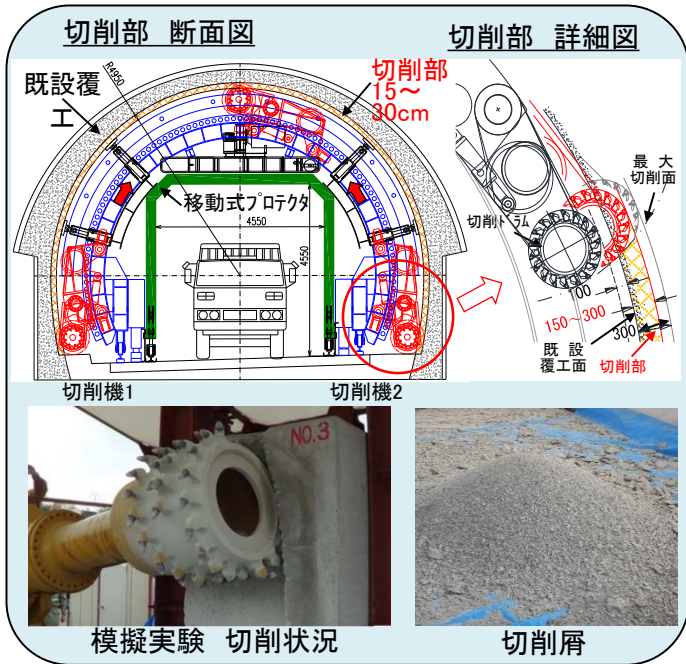 切削部 断面図
切削部 詳細図
R4950
既設覆
工
切削部
15～
30cm
移動式プロテクタ
4550
4550
最 大
切削面
切削ドラム
150～300
300
既 設
覆工面
切削部
切削機1
切削機2
NO.3
模擬実験 切削状況
切削屑